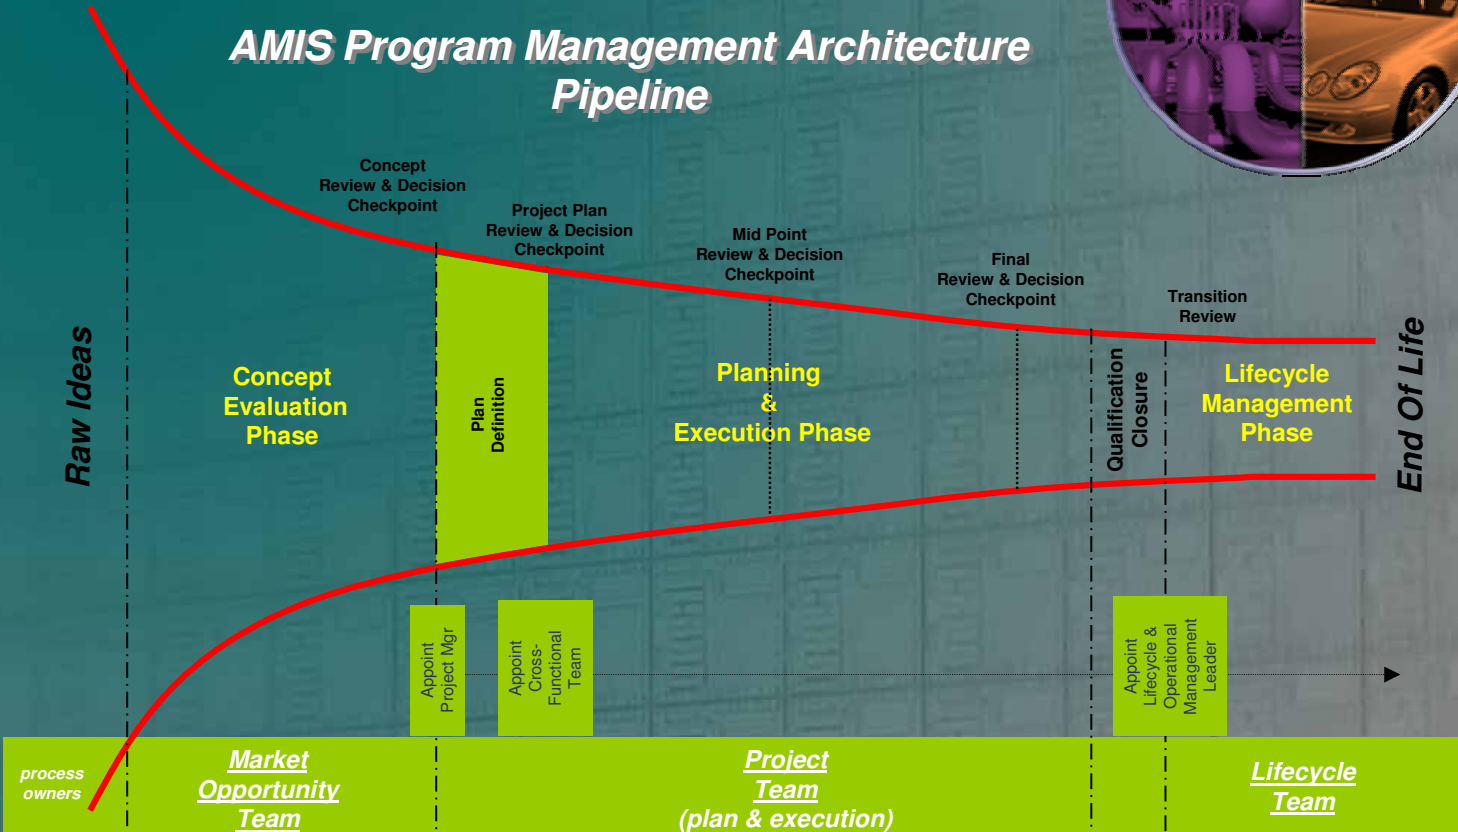 AMIS Program Management Architecture
Pipeline
Concept
Review & Decision
Checkpoint
Project Plan
Review & Decision
Checkpoint
Mid Point
Review & Decision
Checkpoint
Final
Review & Decision
Checkpoint
Transition
Review
Raw Ideas
Concept
Evaluation
Phase
Plan
Definition
Planning
&
Execution Phase
Qualification
Closure
Lifecycle
Management
Phase
End Of Life
Appoint
Project Mgr
Appoint
Cross-
Functional
Team
Appoint
Lifecycle &
Operational
Management
Leader
process
owners
Market
Opportunity
Team
Project
Team
(plan & execution)
Lifecycle
Team